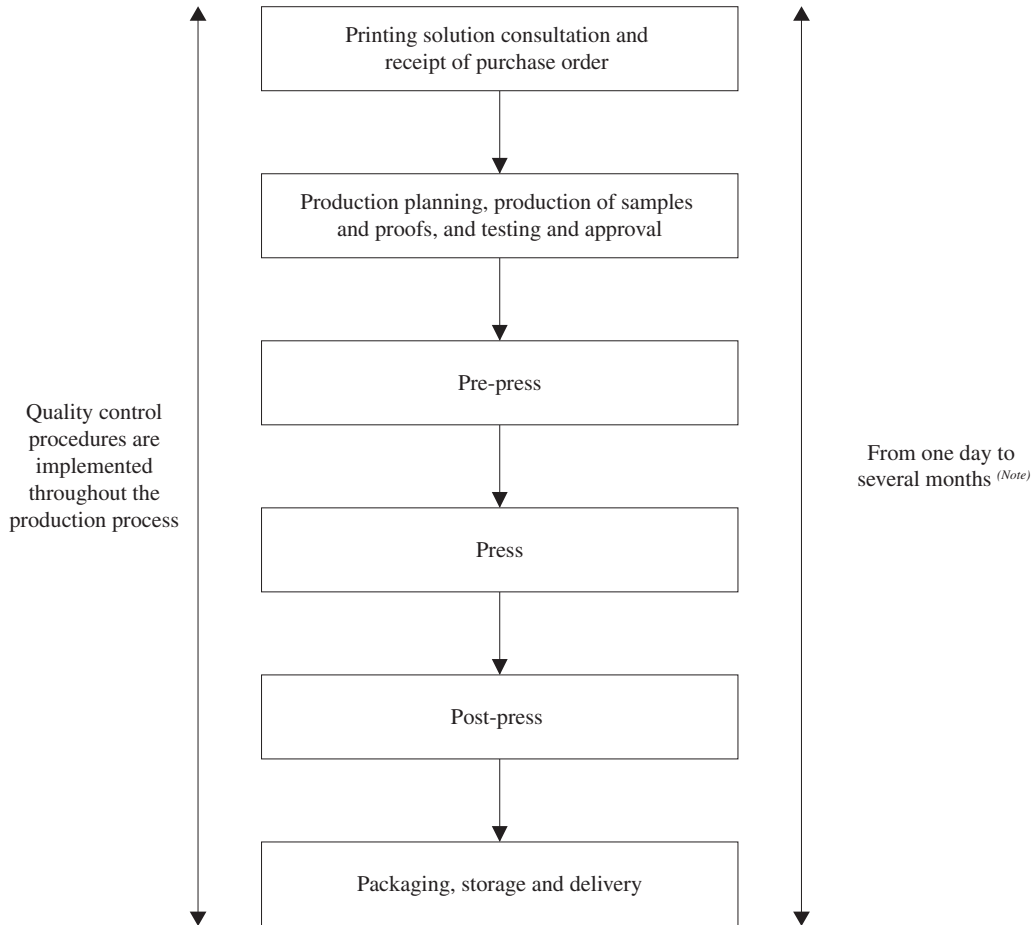 Printing solution consultation and
receipt of purchase order
Production planning, production of samples
and proofs, and testing and approval
Pre-press
Quality control
procedures are
implemented
throughout the
production process
From one day to
several months (Note)
Press
Post-press
Packaging, storage and delivery